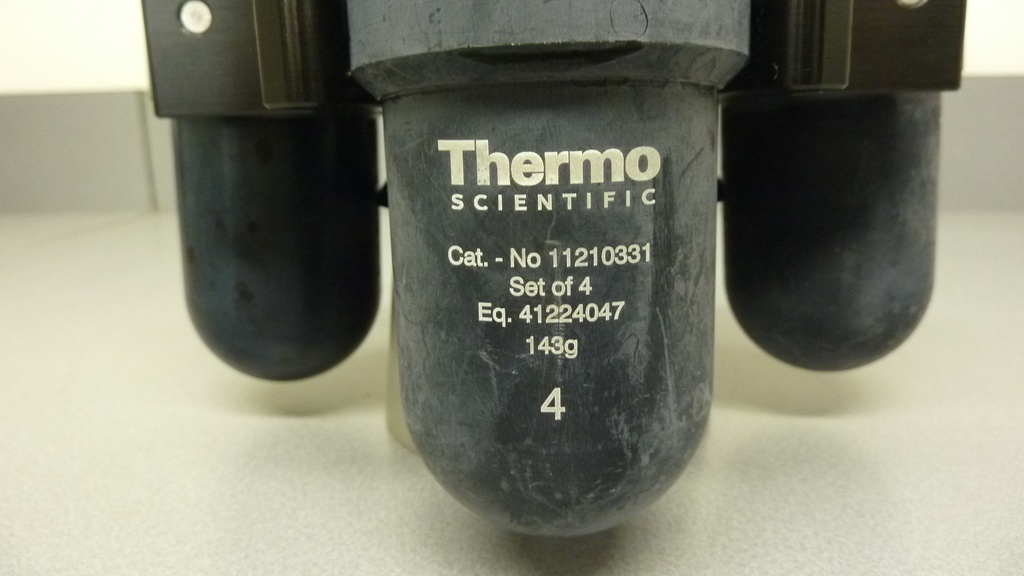 Thermo
SCIENTIFIC
Cat. - No 11210331
Set of 4
Eq. 41224047
143g
4